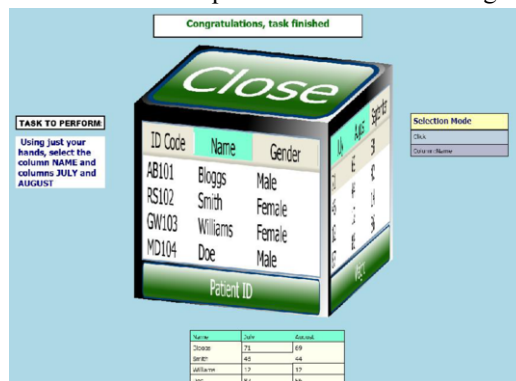 Congratulations, task finished
Close
TASK TO PERFORM:
Using just your
hands, select the
column NAME and
columns JULY and
AUGUST
Selection Mode
Click
Column Name
ID Code Name Gender
AB101 Bloggs Male
RS102 Smith Female
GW103 Williams Female
MD104 Doe Male
Patient ID
July August September
Name July August
Bloggs 71 69
Smith 44
Williams 12 12